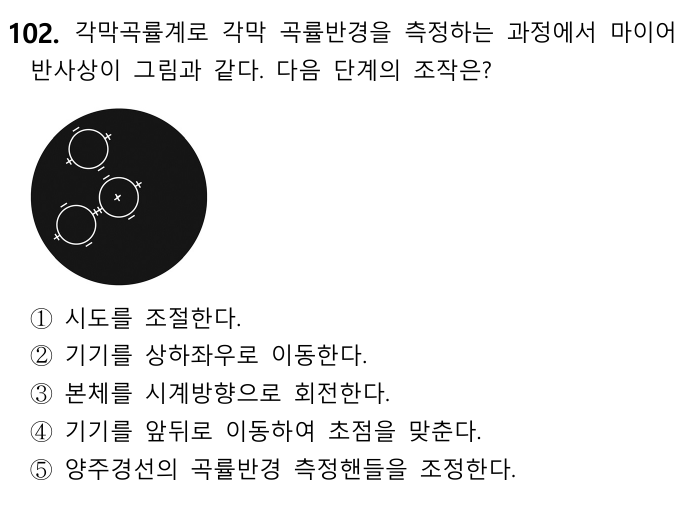 102. 각막곡률계로 각막 곡률반경을 측정하는 과정에서 마이어
반사상이 그림과 같다. 다음 단계의 조작은?
① 시도를 조절한다.
② 기기를 상하좌우로 이동한다.
③ 본체를 시계방향으로 회전한다.
④ 기기를 앞뒤로 이동하여 초점을 맞춘다.
⑤ 양주경선의 곡률반경 측정핸들을 조정한다.